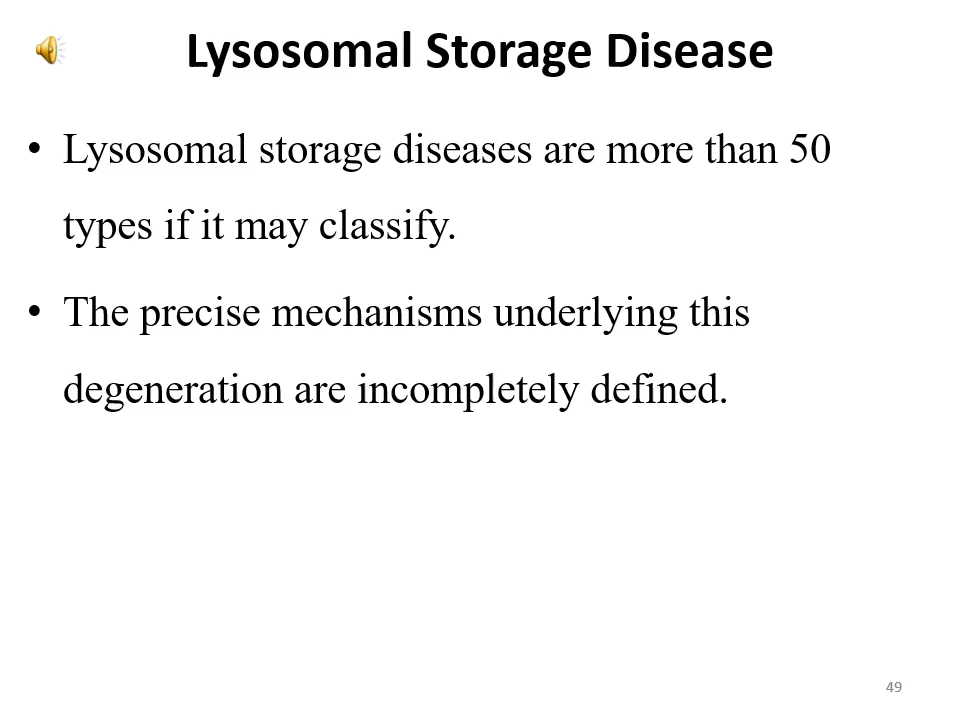 Lysosomal Storage Disease
• Lysosomal storage diseases are more than 50
types if it may classify.
• The precise mechanisms underlying this
degeneration are incompletely defined.
49